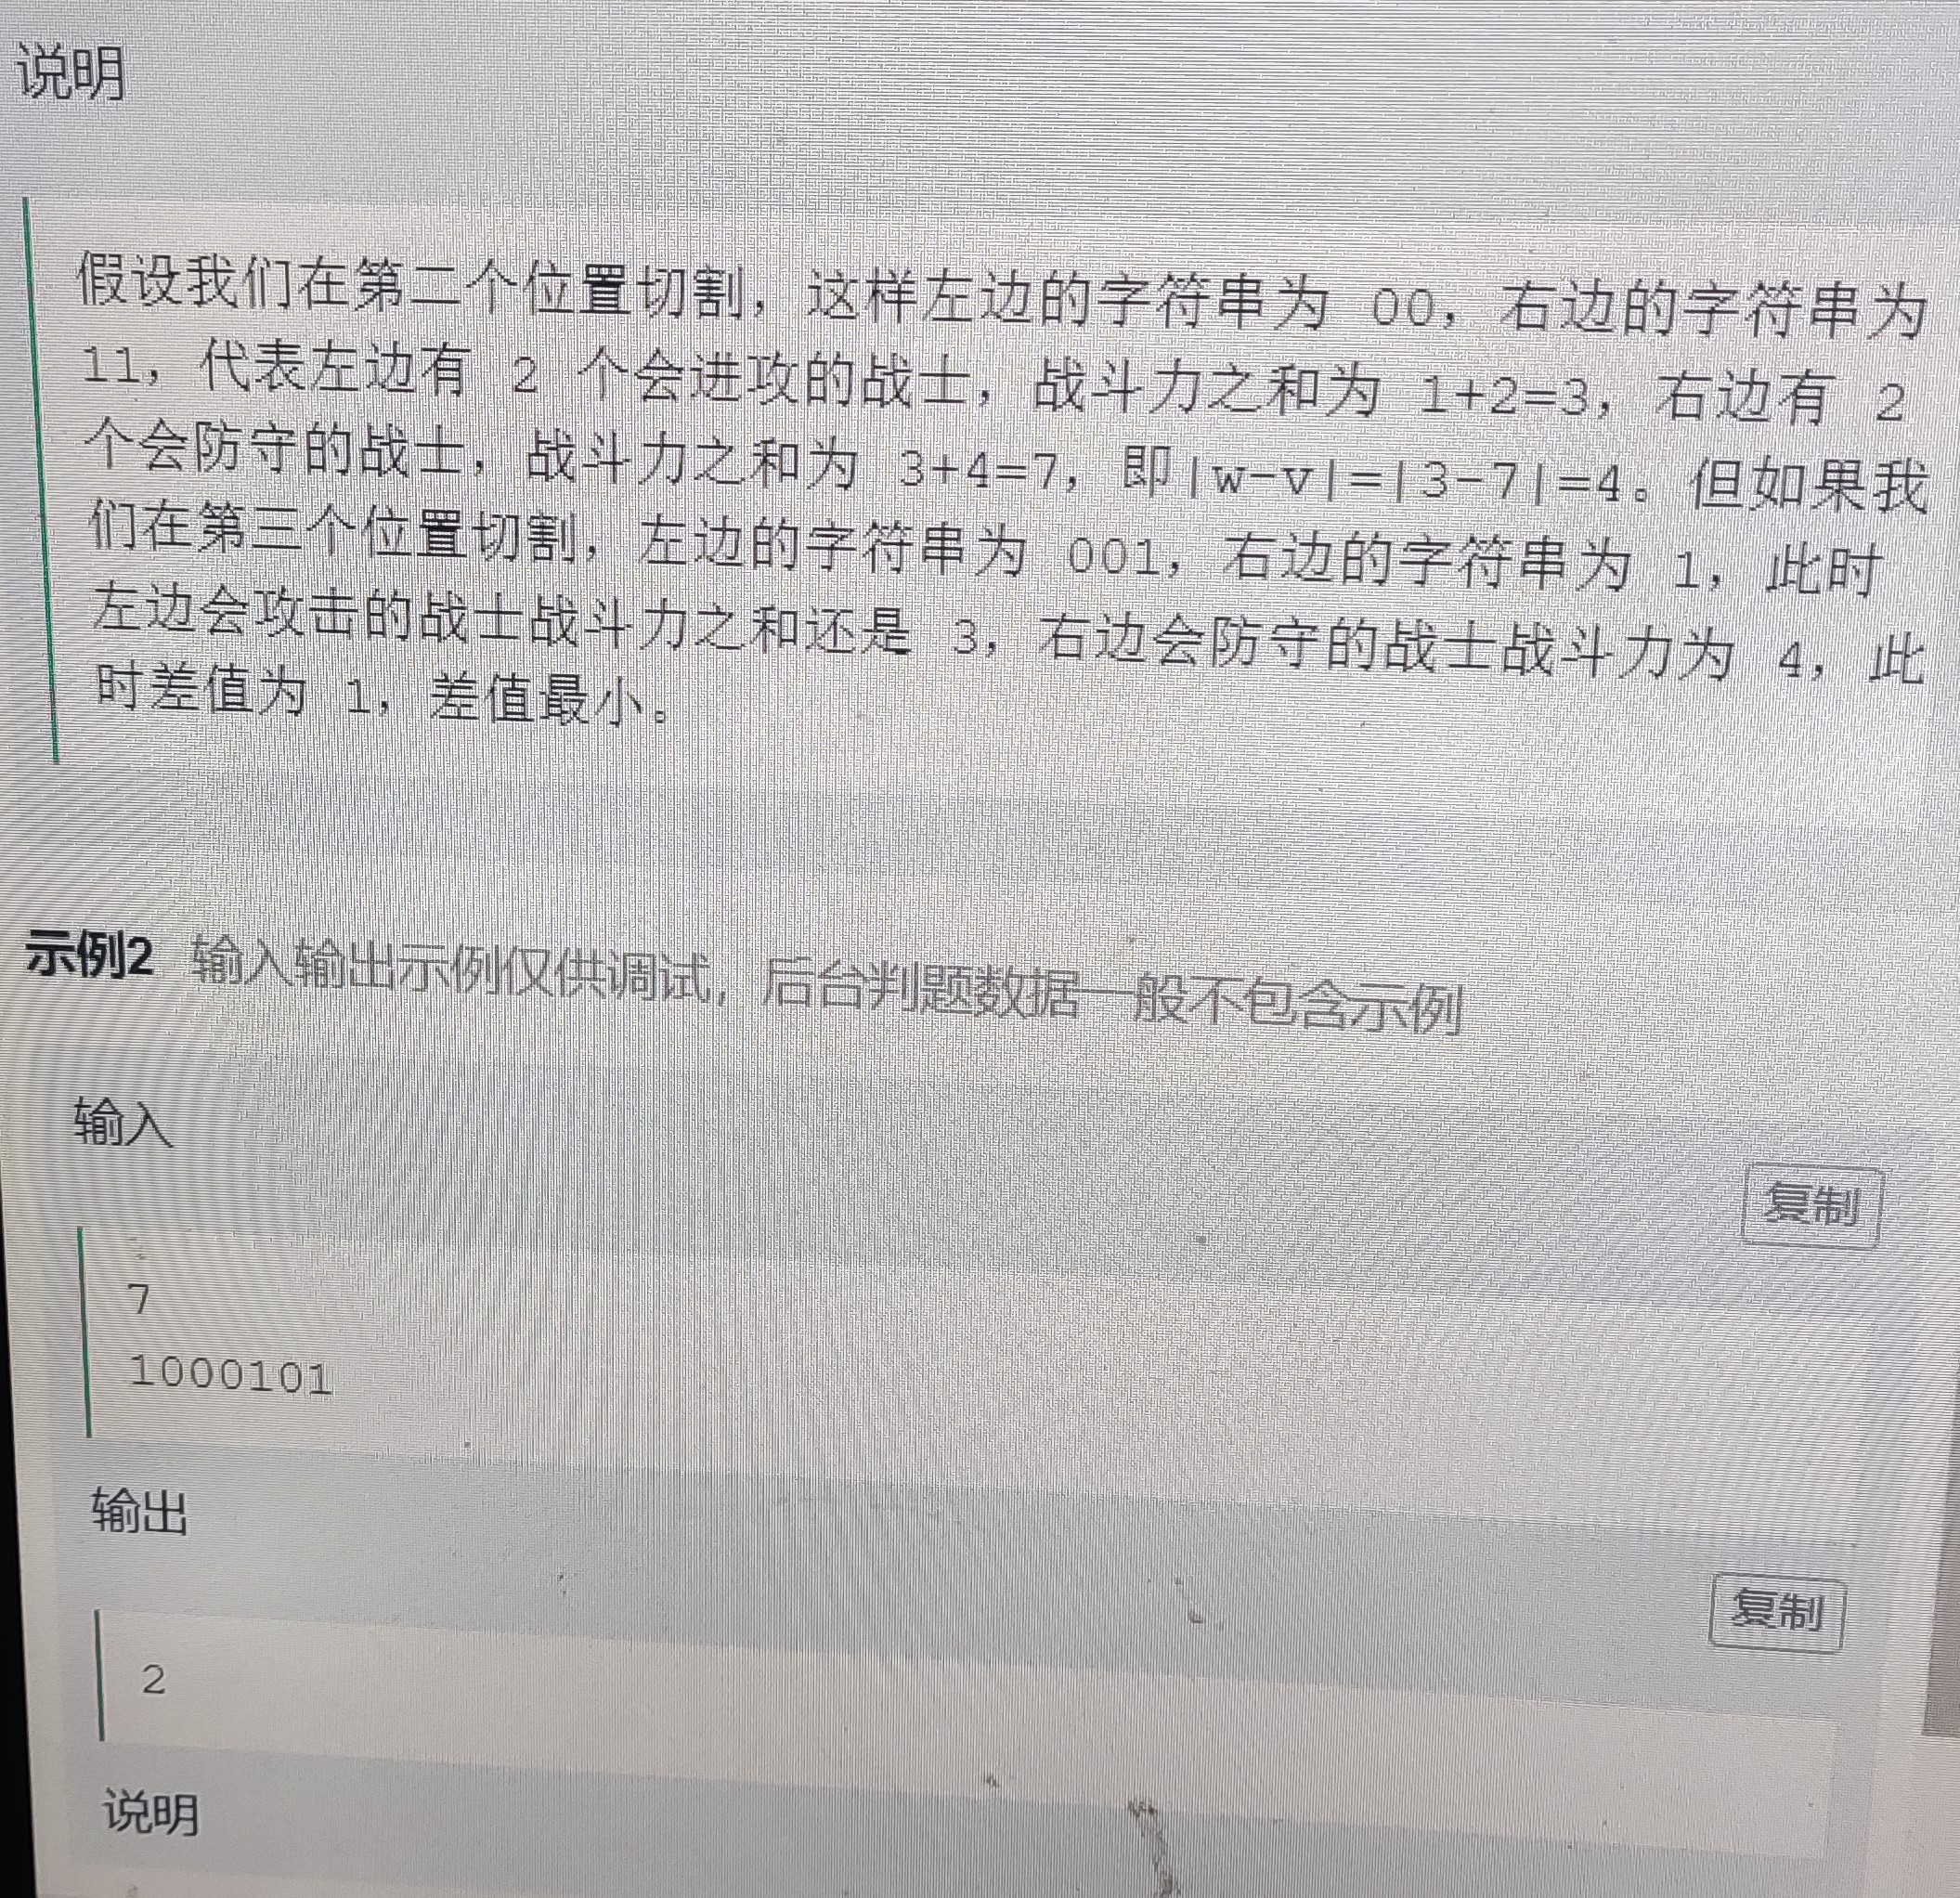 说明
假设我们在第二个位置切割，这样左边的字符串为 00，右边的字符串为
11，代表左边有 2 个会进攻的战士，战斗力之和为 1+2=3，右边有 2
个会防守的战士，战斗力之和为 3+4=7，即|w-v|=|3-7|=4。但如果我
们在第三个位置切割，左边的字符串为 001，右边的字符串为 1，此时
左边会攻击的战士战斗力之和还是 3，右边会防守的战士战斗力为 4，此
时差值为 1，差值最小。
示例2 输入输出示例仅供调试，后台判题数据一般不包含示例
输入
复制
7
1000101
输出
复制
2
说明